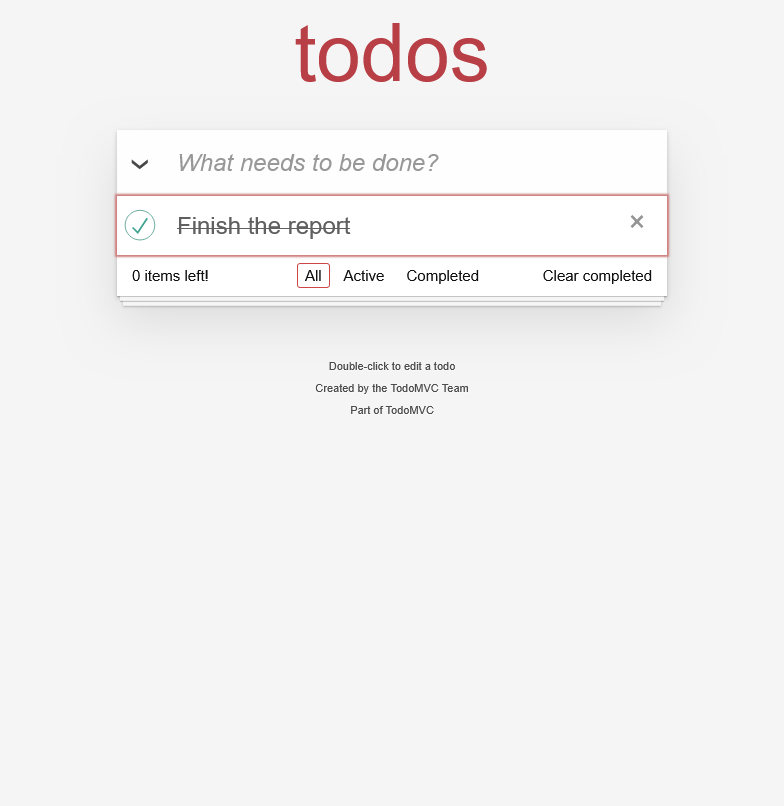 todos
What needs to be done?
Finish the report
0 items left!
All
Active
Completed
Clear completed
Double-click to edit a todo
Created by the TodoMVC Team
Part of TodoMVC